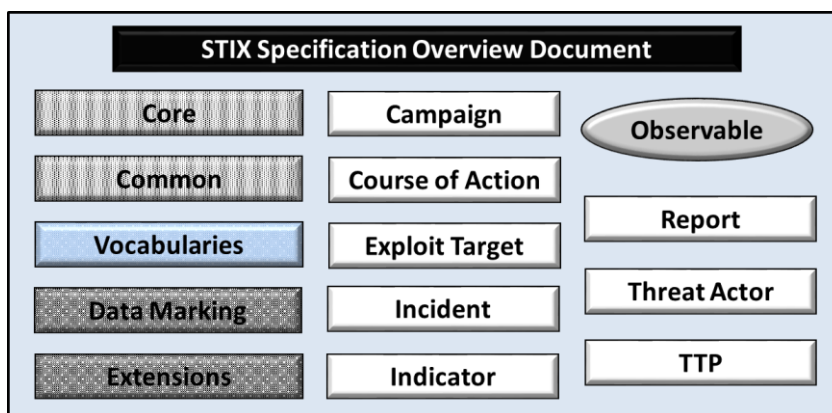 STIX Specification Overview Document
Core
Common
Vocabularies
Data Marking
Extensions
Campaign
Course of Action
Exploit Target
Incident
Indicator
Observable
Report
Threat Actor
TTP